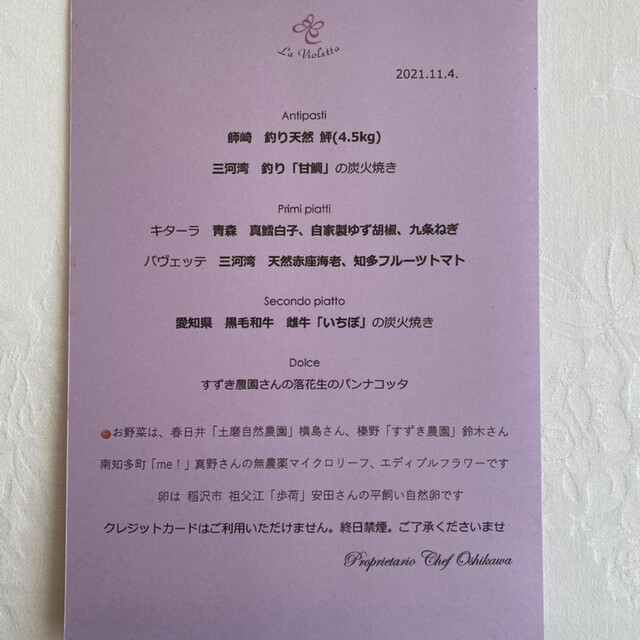 La Violetta
2021.11.4.
Antipasti
師崎　釣り天然 鮃(4.5kg)
三河湾　釣り「甘鯛」の炭火焼き
Primi piatti
キターラ　青森　真鱈白子、自家製ゆず胡椒、九条ねぎ
パヴェッテ　三河湾　天然赤座海老、知多フルーツトマト
Secondo piatto
愛知県　黒毛和牛　雌牛「いちぼ」の炭火焼き
Dolce
すずき農園さんの落花生のパンナコッタ
●お野菜は、春日井「土磨自然農園」横島さん、榛野「すずき農園」鈴木さん
南知多町「me！」真野さんの無農薬マイクロリーフ、エディブルフラワーです
卵は 稲沢市 祖父江「歩荷」安田さんの平飼い自然卵です
クレジットカードはご利用いただけません。終日禁煙。ご了承くださいませ
Proprietario Chef Oshikawa